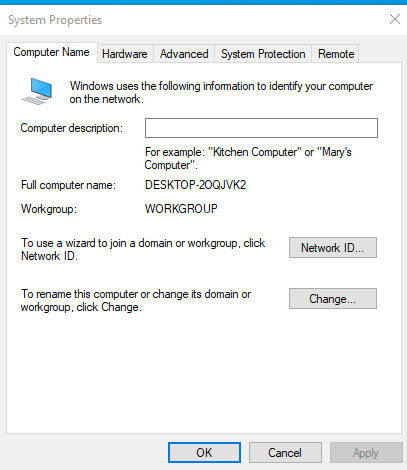 System Properties
Computer Name Hardware Advanced System Protection Remote
Windows uses the following information to identify your computer
on the network.
Computer description:
For example: "Kitchen Computer" or "Mary's
Computer".
Full computer name: DESKTOP-2OQJVK2
Workgroup: WORKGROUP
To use a wizard to join a domain or workgroup, click
Network ID.
Network ID...
To rename this computer or change its domain or
workgroup, click Change.
Change...
OK Cancel Apply